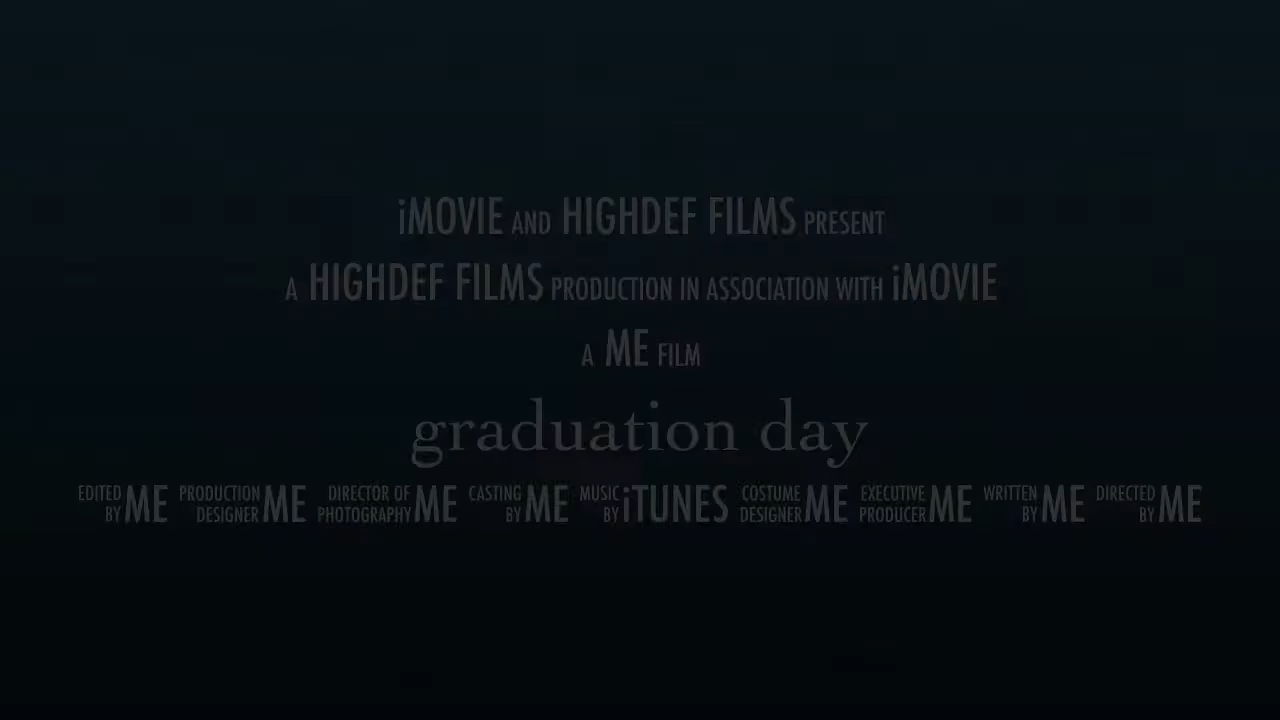 iMOVIE AND HIGHDEF FILMS PRESENT
A HIGHDEF FILMS PRODUCTION IN ASSOCIATION WITH iMOVIE
A ME FILM
graduation day
EDITED BY ME PRODUCTION DESIGNER ME DIRECTOR OF PHOTOGRAPHY ME CASTING BY ME MUSIC BY iTUNES COSTUME DESIGNER ME EXECUTIVE PRODUCER ME WRITTEN BY ME DIRECTED BY ME